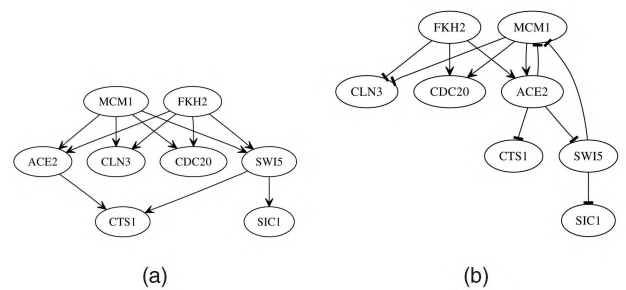 MCM1 FKH2
ACE2 CLN3 CDC20 SWI5
CTS1 SIC1
(a)
FKH2 MCM1
CLN3 CDC20 ACE2
CTS1 SWI5
SIC1
(b)